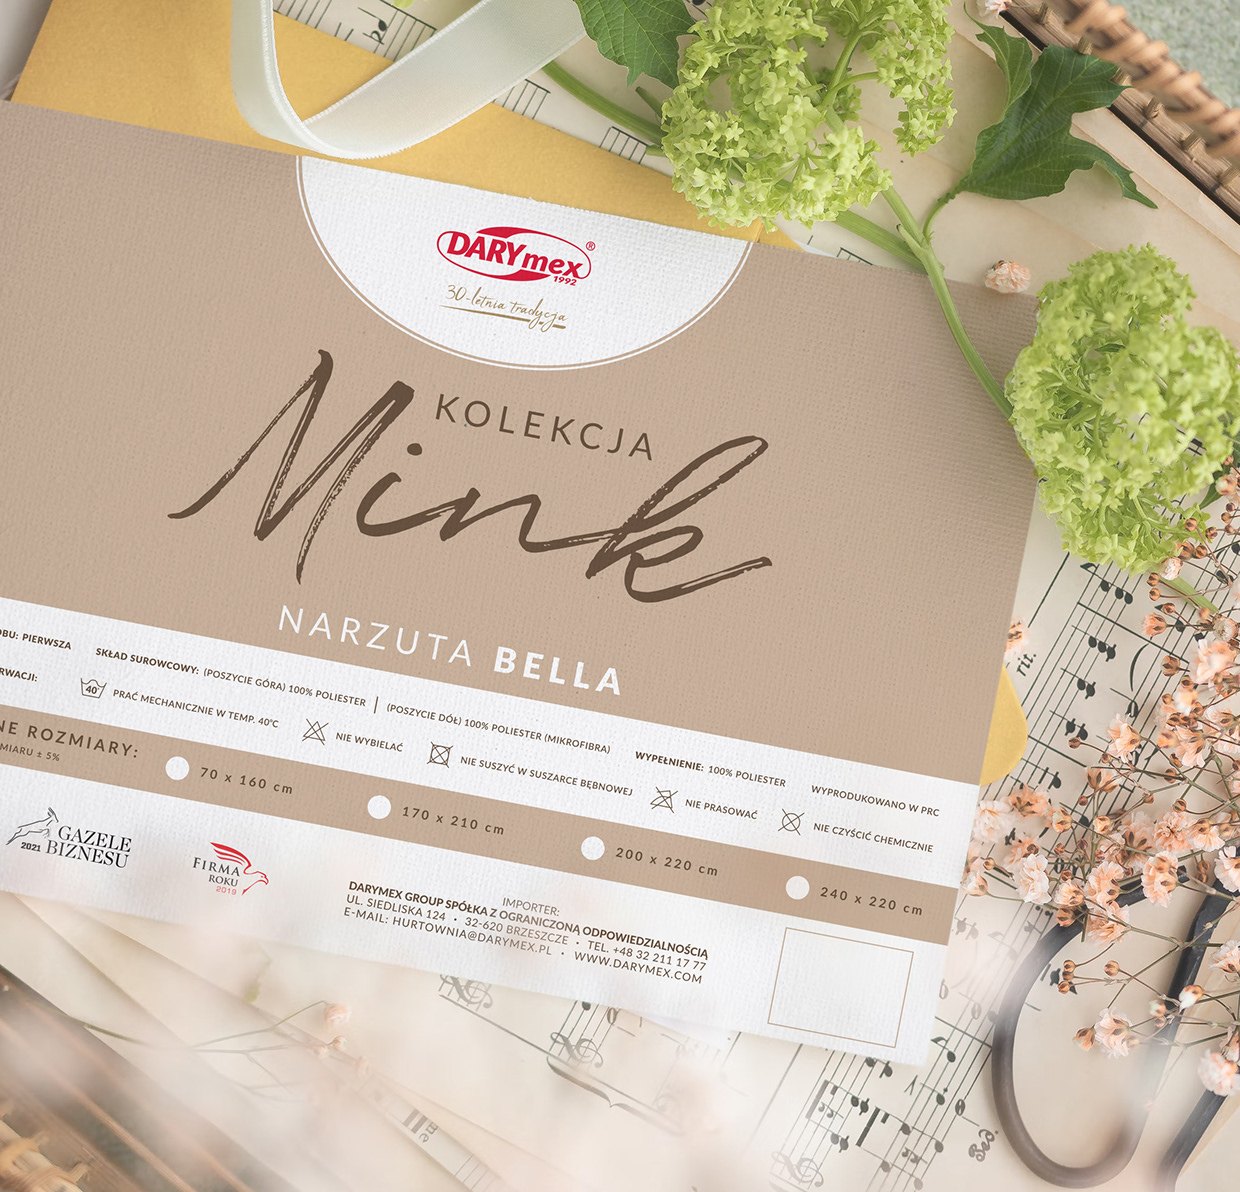 DARYmex®
1992
30-letnia tradycja
KOLEKCJA
Mink
NARZUTA BELLA
OBU: PIERWSZA SKŁAD SUROWCOWY: (POSZYCIE GÓRA) 100% POLIESTER | (POSZYCIE DÓŁ) 100% POLIESTER (MIKROFIBRA) WYPEŁNIENIE: 100% POLIESTER WYPRODUKOWANO W PRC
ERWACJI: 40° PRAĆ MECHANICZNIE W TEMP. 40°C NIE WYBIELAĆ NIE SUSZYĆ W SUSZARCE BĘBNOWEJ NIE PRASOWAĆ NIE CZYŚCIĆ CHEMICZNIE
NE ROZMIARY: 70 x 160 cm 170 x 210 cm 200 x 220 cm 240 x 220 cm
MIARU ± 5%
2021 GAZELE
BIZNESU
FIRMA
ROKU
2019
IMPORTER:
DARYMEX GROUP SPÓŁKA Z OGRANICZONĄ ODPOWIEDZIALNOŚCIĄ
UL. SIEDLISKA 124 • 32-620 BRZESZCZE • TEL. +48 32 211 17 77
E-MAIL: HURTOWNIA@DARYMEX.PL • WWW.DARYMEX.COM
rit.